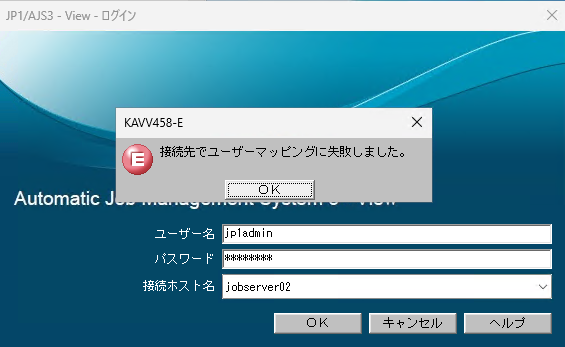 JP1/AJS3 - View - ログイン
KAVV458-E
接続先でユーザーマッピングに失敗しました。
OK
Automatic Job Management System 3 - View
ユーザー名 jp1admin
パスワード ********
接続ホスト名 jobserver02
OK キャンセル ヘルプ